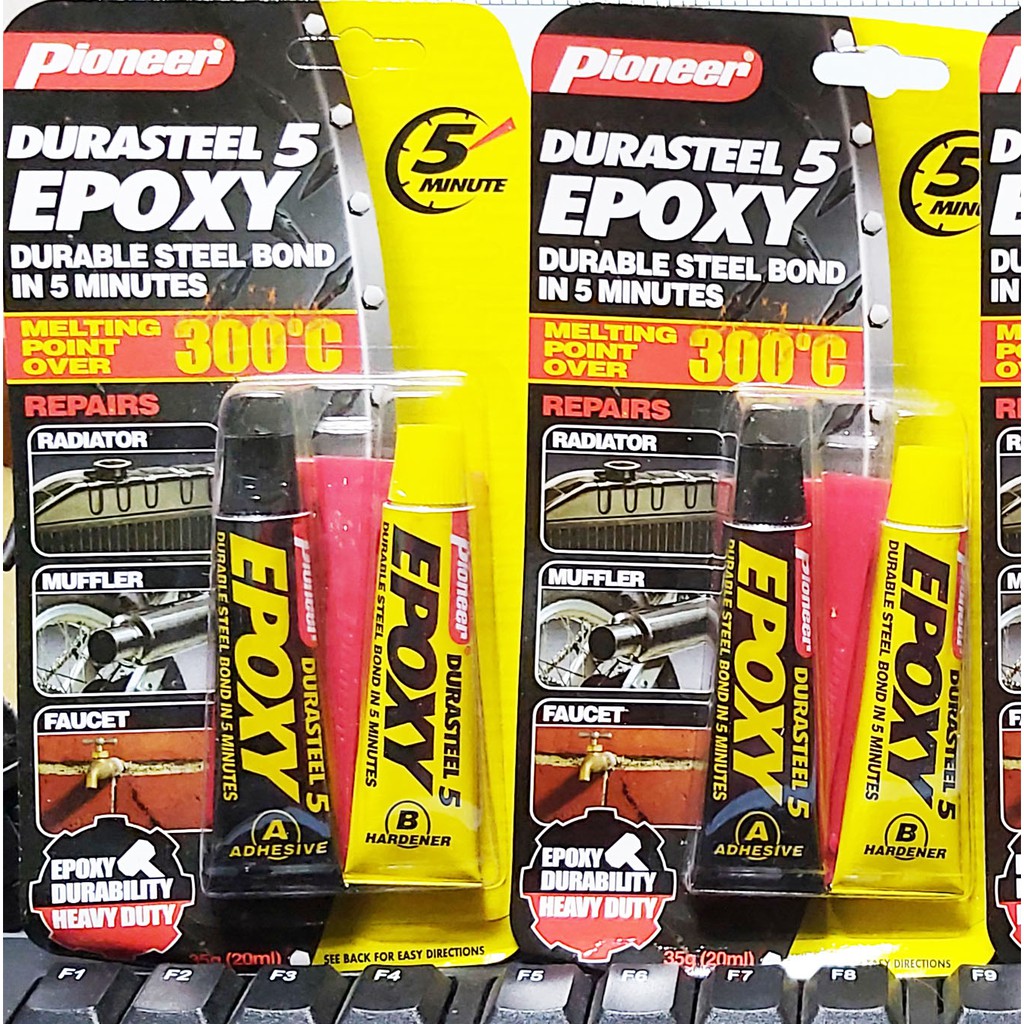 Pioneer
DURASTEEL 5
EPOXY
DURABLE STEEL BOND
IN 5 MINUTES
5
MINUTE
MELTING
POINT
OVER
300°C
REPAIRS
RADIATOR
MUFFLER
FAUCET
EPOXY
DURABILITY
HEAVY DUTY
Pioneer
EPOXY
DURASTEEL 5
DURABLE STEEL BOND IN 5 MINUTES
A
ADHESIVE
Pioneer
EPOXY
DURASTEEL 5
DURABLE STEEL BOND IN 5 MINUTES
B
HARDENER
35g (20ml)
SEE BACK FOR EASY DIRECTIONS
Pioneer
DURASTEEL 5
EPOXY
DURABLE STEEL BOND
IN 5 MINUTES
5
MINU
MELTING
POINT
OVER
300°C
REPAIRS
RADIATOR
MUFFLER
FAUCET
EPOXY
DURABILITY
HEAVY DUTY
Pioneer
EPOXY
DURASTEEL 5
DURABLE STEEL BOND IN 5 MINUTES
A
ADHESIVE
Pioneer
EPOXY
DURASTEEL 5
DURABLE STEEL BOND IN 5 MINUTES
B
HARDENER
35g (20ml)
EASY DIRECTIONS
F1 F2 F3 F4 F5 F6 F7 F8 F9